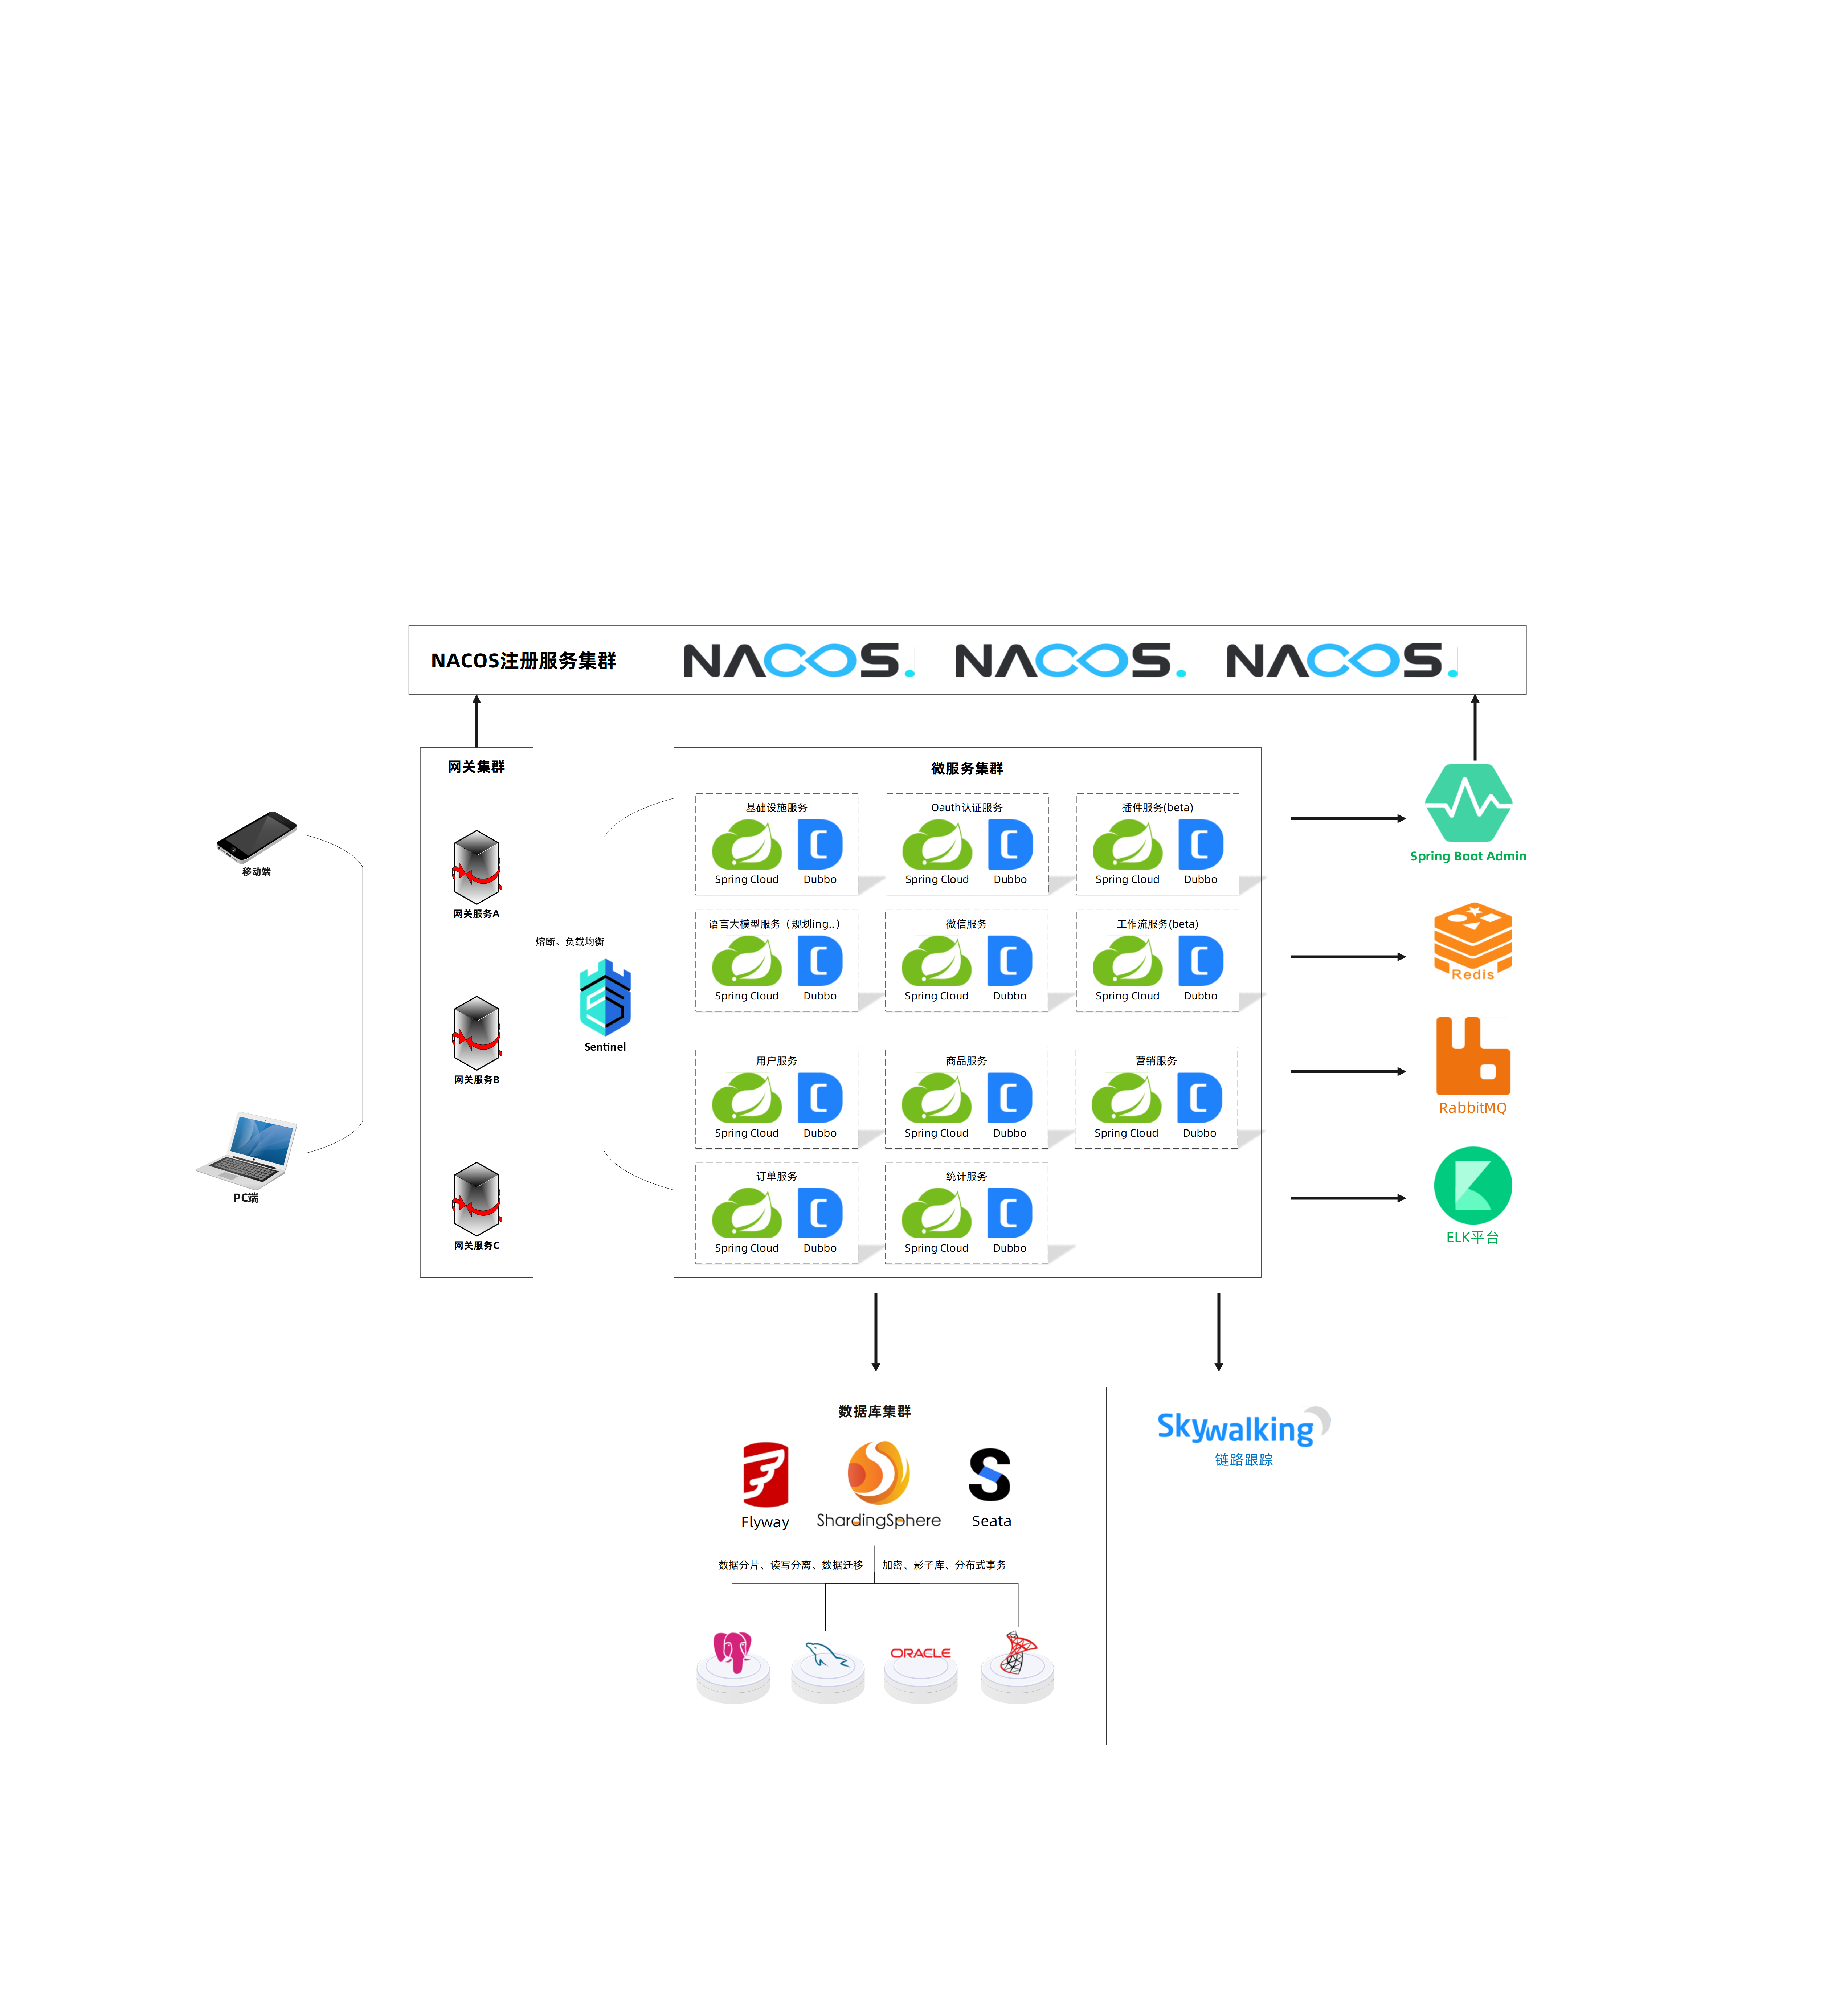 NACOS注册服务集群
NACOS.
NACOS.
NACOS.
网关集群
网关服务A
网关服务B
网关服务C
移动端
PC端
熔断、负载均衡
Sentinel
微服务集群
基础设施服务
Spring Cloud Dubbo
Oauth认证服务
Spring Cloud Dubbo
插件服务(beta)
Spring Cloud Dubbo
语言大模型服务（规划ing..）
Spring Cloud Dubbo
微信服务
Spring Cloud Dubbo
工作流服务(beta)
Spring Cloud Dubbo
用户服务
Spring Cloud Dubbo
商品服务
Spring Cloud Dubbo
营销服务
Spring Cloud Dubbo
订单服务
Spring Cloud Dubbo
统计服务
Spring Cloud Dubbo
Spring Boot Admin
Redis
RabbitMQ
ELK平台
数据库集群
Flyway
ShardingSphere
Seata
数据分片、读写分离、数据迁移
加密、影子库、分布式事务
ORACLE
Skywalking
链路跟踪